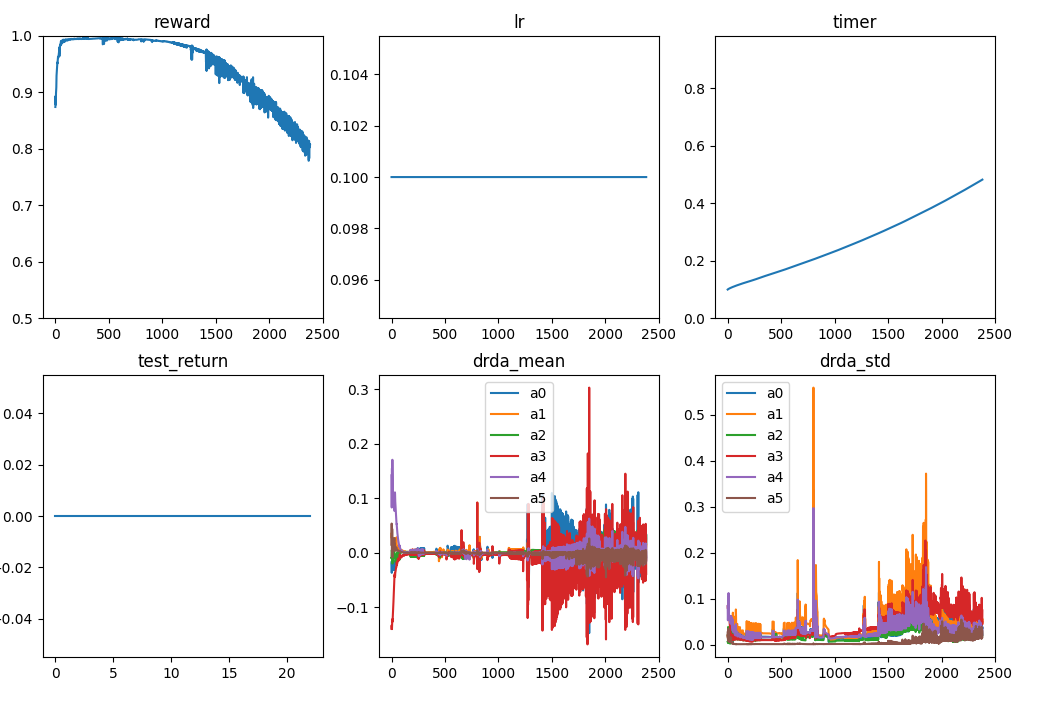 reward
1.0
0.9
0.8
0.7
0.6
0.5
0 500 1000 1500 2000 2500
lr
0.104
0.102
0.100
0.098
0.096
0 500 1000 1500 2000 2500
timer
0.8
0.6
0.4
0.2
0.0
0 500 1000 1500 2000 2500
test_return
0.04
0.02
0.00
-0.02
-0.04
0 5 10 15 20
drda_mean
0.3
0.2
0.1
0.0
−0.1
a0
a1
a2
a3
a4
a5
0 500 1000 1500 2000 2500
drda_std
0.5
0.4
0.3
0.2
0.1
0.0
a0
a1
a2
a3
a4
a5
0 500 1000 1500 2000 2500